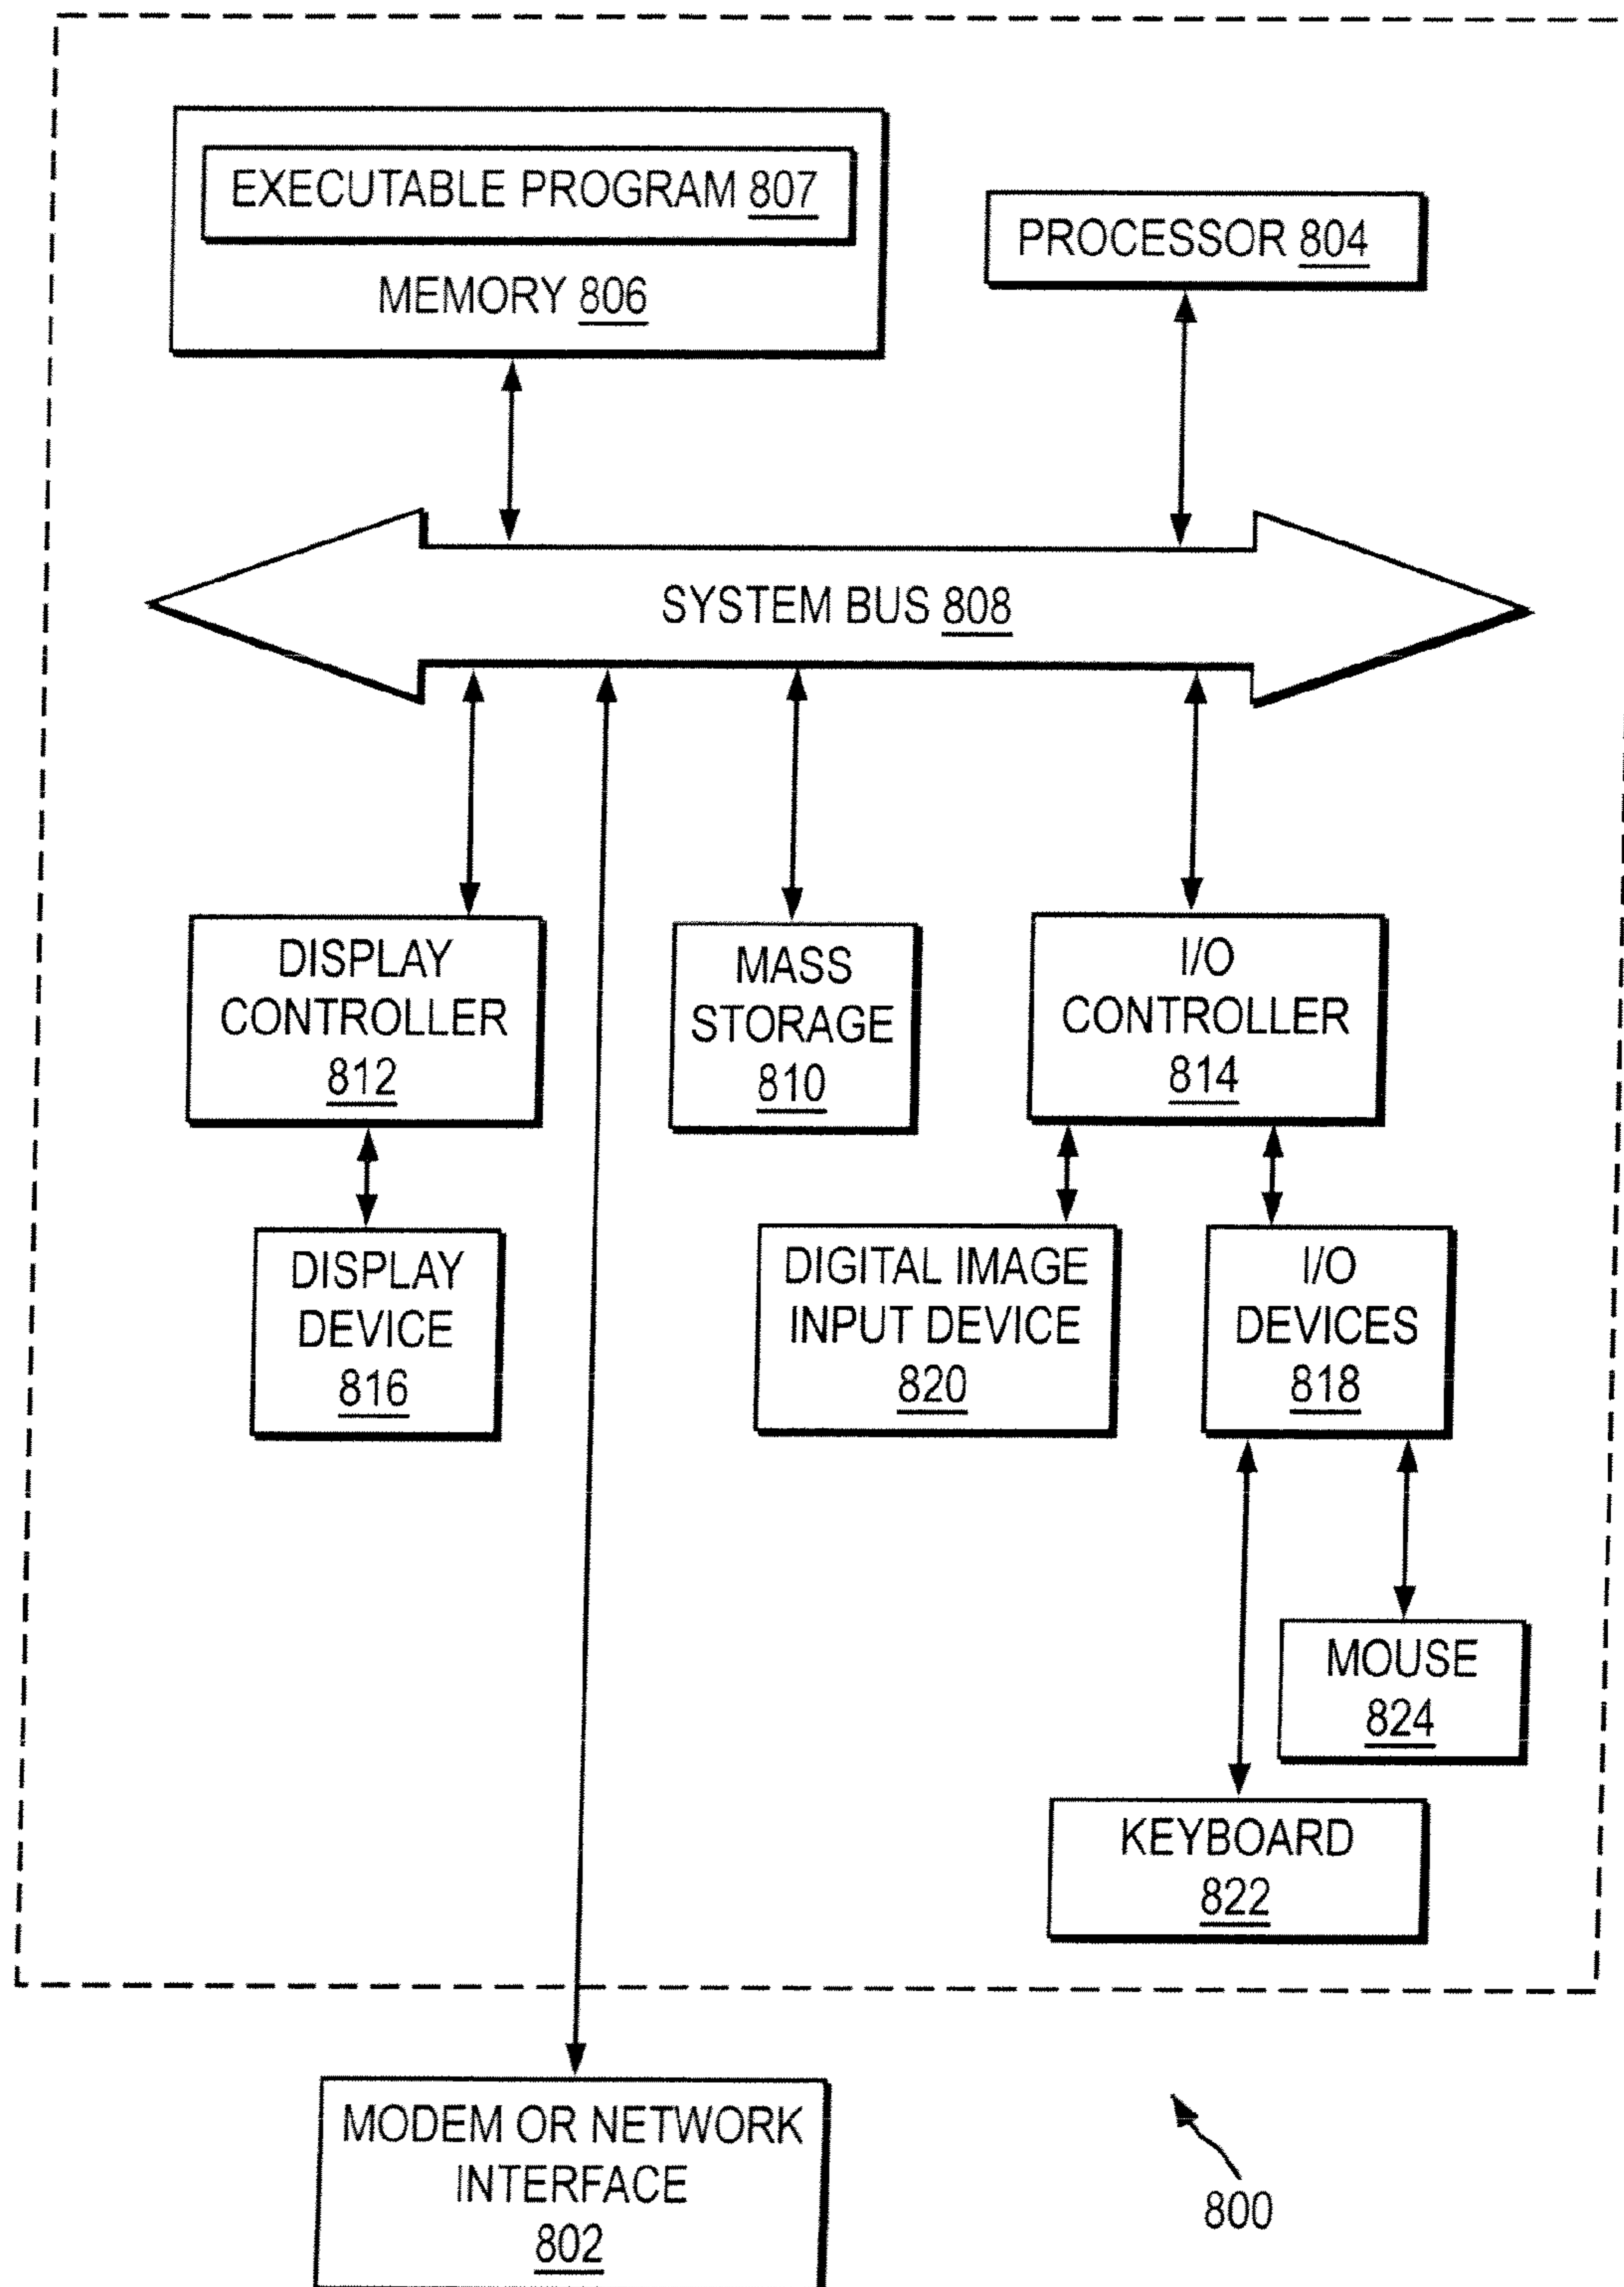 EXECUTABLE PROGRAM 807
MEMORY 806
PROCESSOR 804
SYSTEM BUS 808
DISPLAY
CONTROLLER
812
MASS
STORAGE
810
I/O
CONTROLLER
814
DISPLAY
DEVICE
816
DIGITAL IMAGE
INPUT DEVICE
820
I/O
DEVICES
818
MOUSE
824
KEYBOARD
822
MODEM OR NETWORK
INTERFACE
802
800